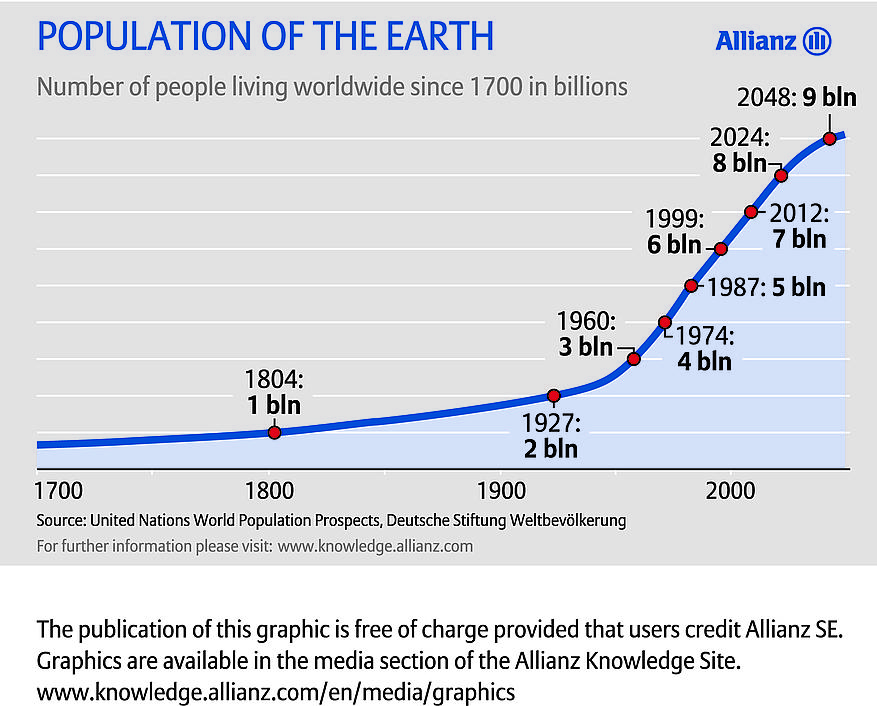 POPULATION OF THE EARTH
Allianz
Number of people living worldwide since 1700 in billions
2048: 9 bln
2024:
8 bln
2012:
7 bln
1999:
6 bln
1987: 5 bln
1974:
4 bln
1960:
3 bln
1927:
2 bln
1804:
1 bln
1700
1800
1900
2000
Source: United Nations World Population Prospects, Deutsche Stiftung Weltbevölkerung
For further information please visit: www.knowledge.allianz.com
The publication of this graphic is free of charge provided that users credit Allianz SE.
Graphics are available in the media section of the Allianz Knowledge Site.
www.knowledge.allianz.com/en/media/graphics